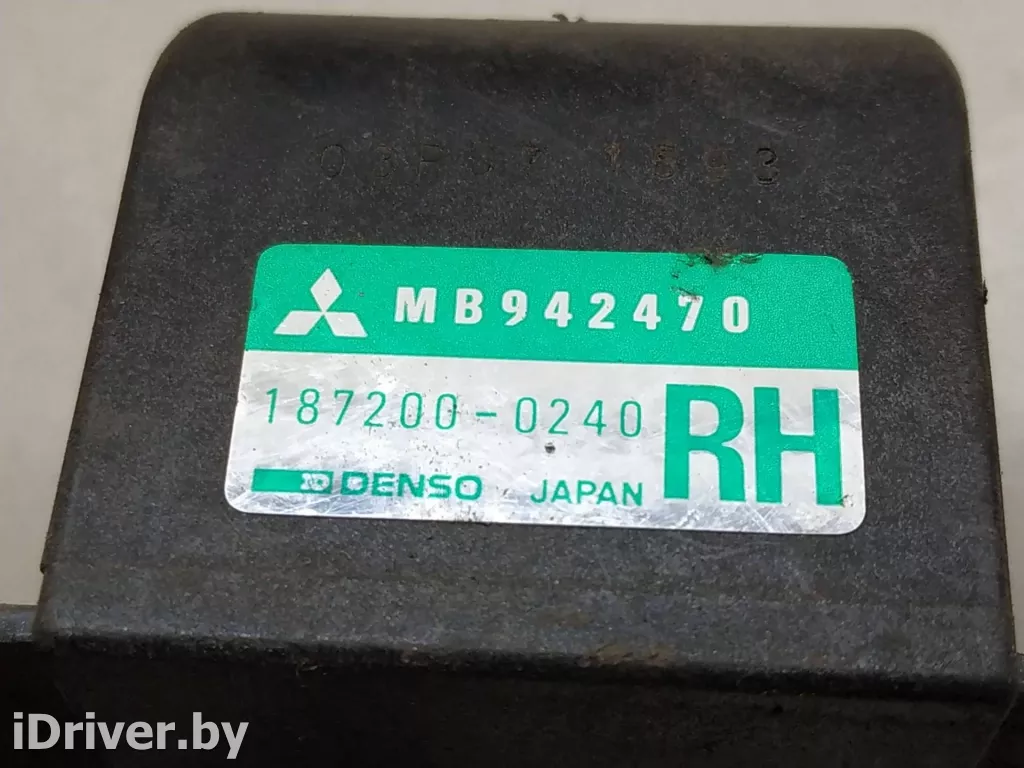 MB942470
187200-0240
RH
DENSO JAPAN
iDriver.by